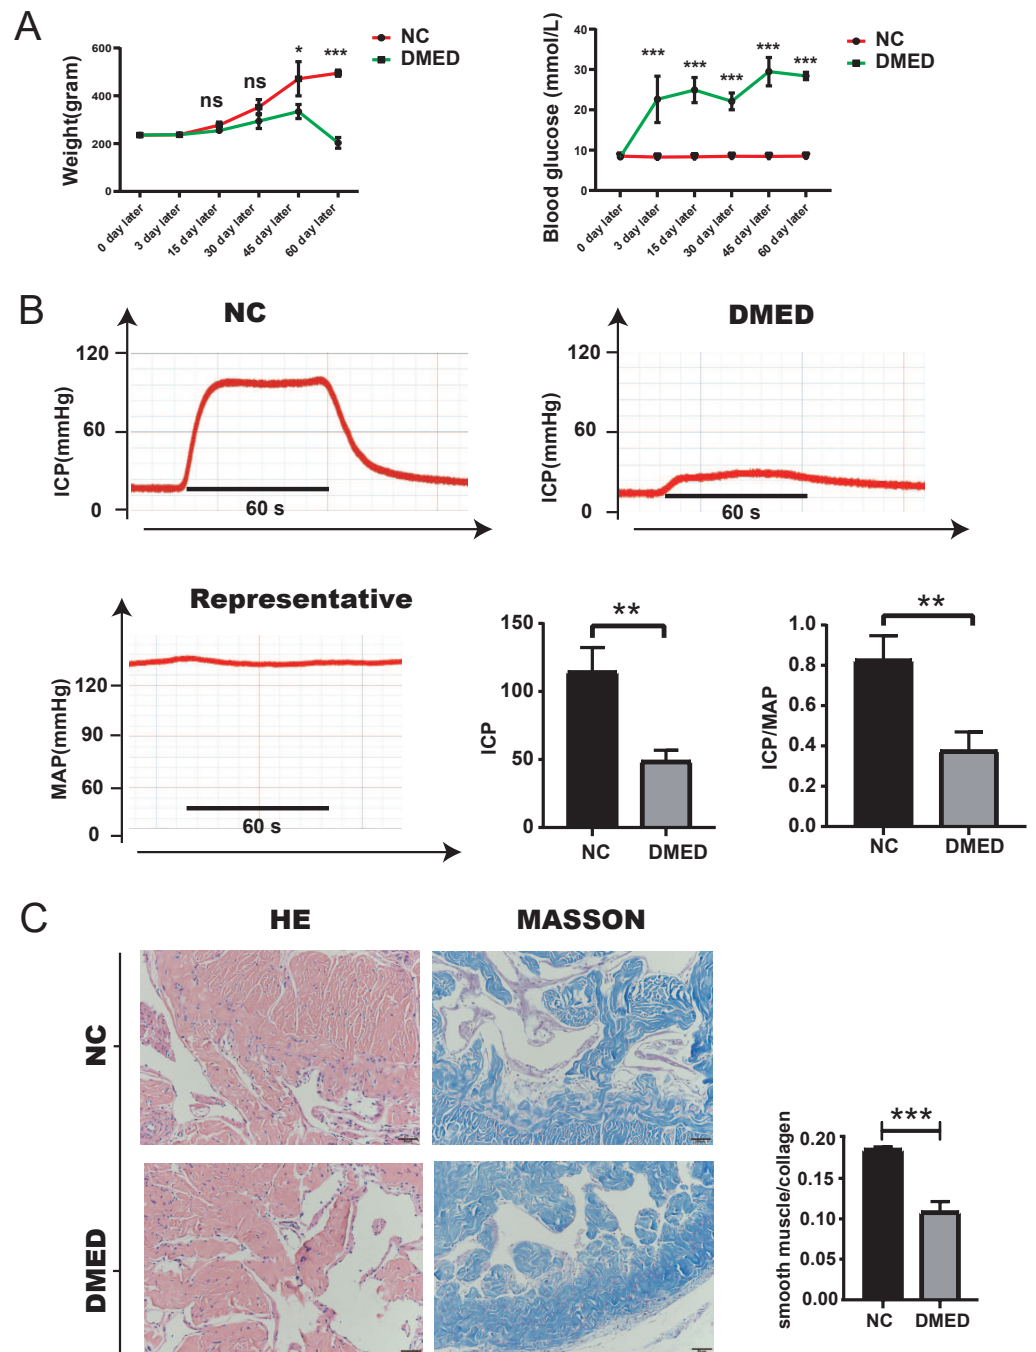 A
Weight(gram)
600
400
200
0
ns
ns
*
***
NC
DMED
0 day later
3 day later
15 day later
30 day later
45 day later
60 day later
Blood glucose (mmol/L)
40
30
20
10
0
***
***
***
***
***
NC
DMED
0 day later
3 day later
15 day later
30 day later
45 day later
60 day later
B
NC
ICP(mmHg)
120
60
0
60 s
DMED
ICP(mmHg)
120
60
0
60 s
Representative
MAP(mmHg)
120
90
60
0
60 s
ICP
150
100
50
0
**
NC
DMED
ICP/MAP
1.0
0.8
0.6
0.4
0.2
0.0
**
NC
DMED
C
HE
MASSON
NC
DMED
smooth muscle/collagen
0.20
0.15
0.10
0.05
0.00
***
NC
DMED